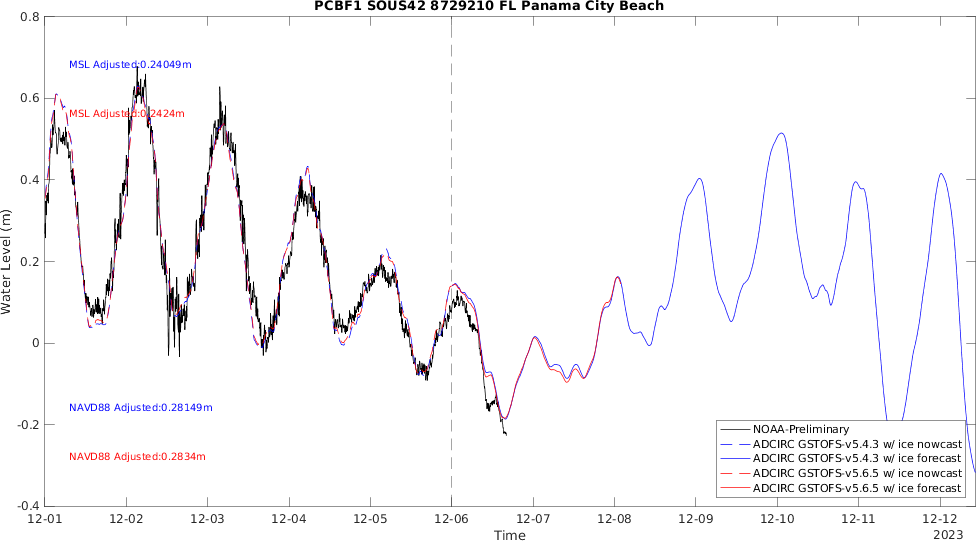 PCBF1 SOUS42 8729210 FL Panama City Beach
0.8
0.6
0.4
0.2
0
-0.2
-0.4
Water Level (m)
MSL Adjusted:0.24049m
MSL Adjusted:0.2424m
NAVD88 Adjusted:0.28149m
NAVD88 Adjusted:0.2834m
NOAA-Preliminary
ADCIRC GSTOFS-v5.4.3 w/ ice nowcast
ADCIRC GSTOFS-v5.4.3 w/ ice forecast
ADCIRC GSTOFS-v5.6.5 w/ ice nowcast
ADCIRC GSTOFS-v5.6.5 w/ ice forecast
12-01 12-02 12-03 12-04 12-05 12-06 12-07 12-08 12-09 12-10 12-11 12-12
Time
2023